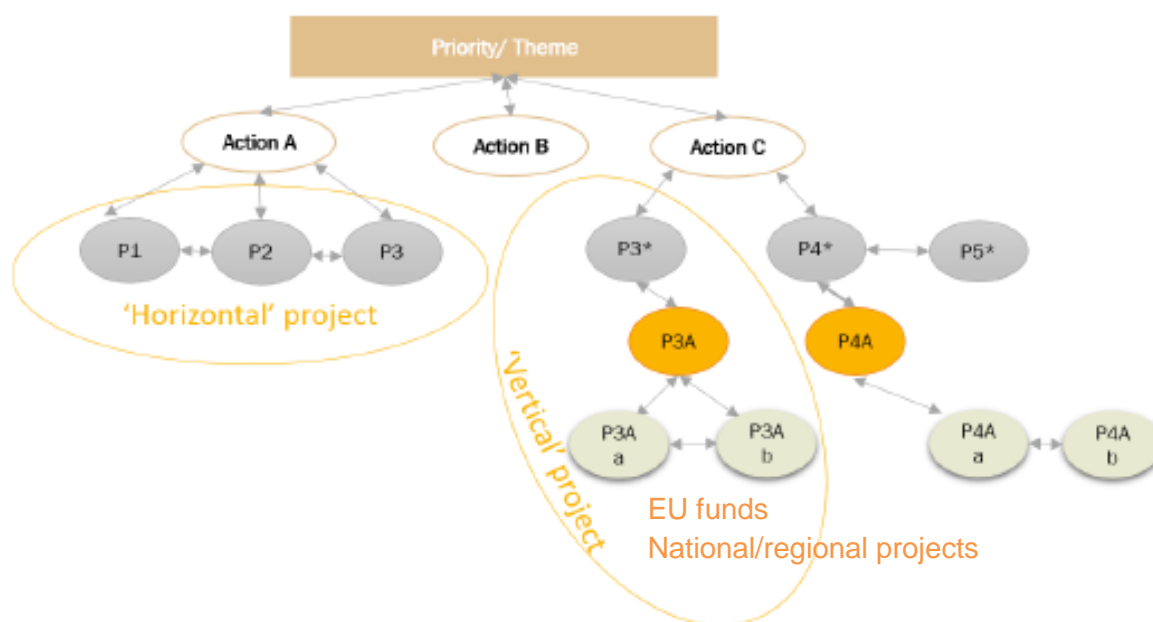 Priority/ Theme
Action A
Action B
Action C
P1
P2
P3
P3*
P4*
P5*
'Horizontal' project
P3A
P4A
'Vertical' project
P3A
a
P3A
b
P4A
a
P4A
b
EU funds
National/regional projects